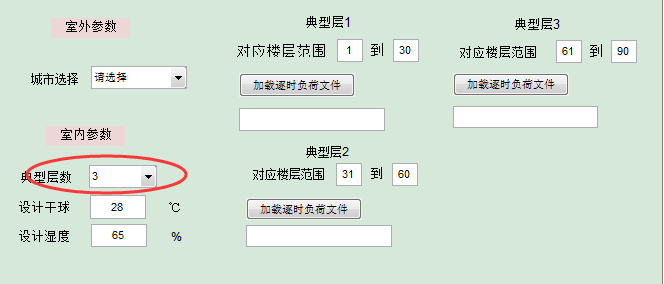 室外参数
城市选择 请选择
室内参数
典型层数 3
设计干球 28 ℃
设计湿度 65 %
典型层1
对应楼层范围 1 到 30
加载逐时负荷文件
典型层2
对应楼层范围 31 到 60
加载逐时负荷文件
典型层3
对应楼层范围 61 到 90
加载逐时负荷文件